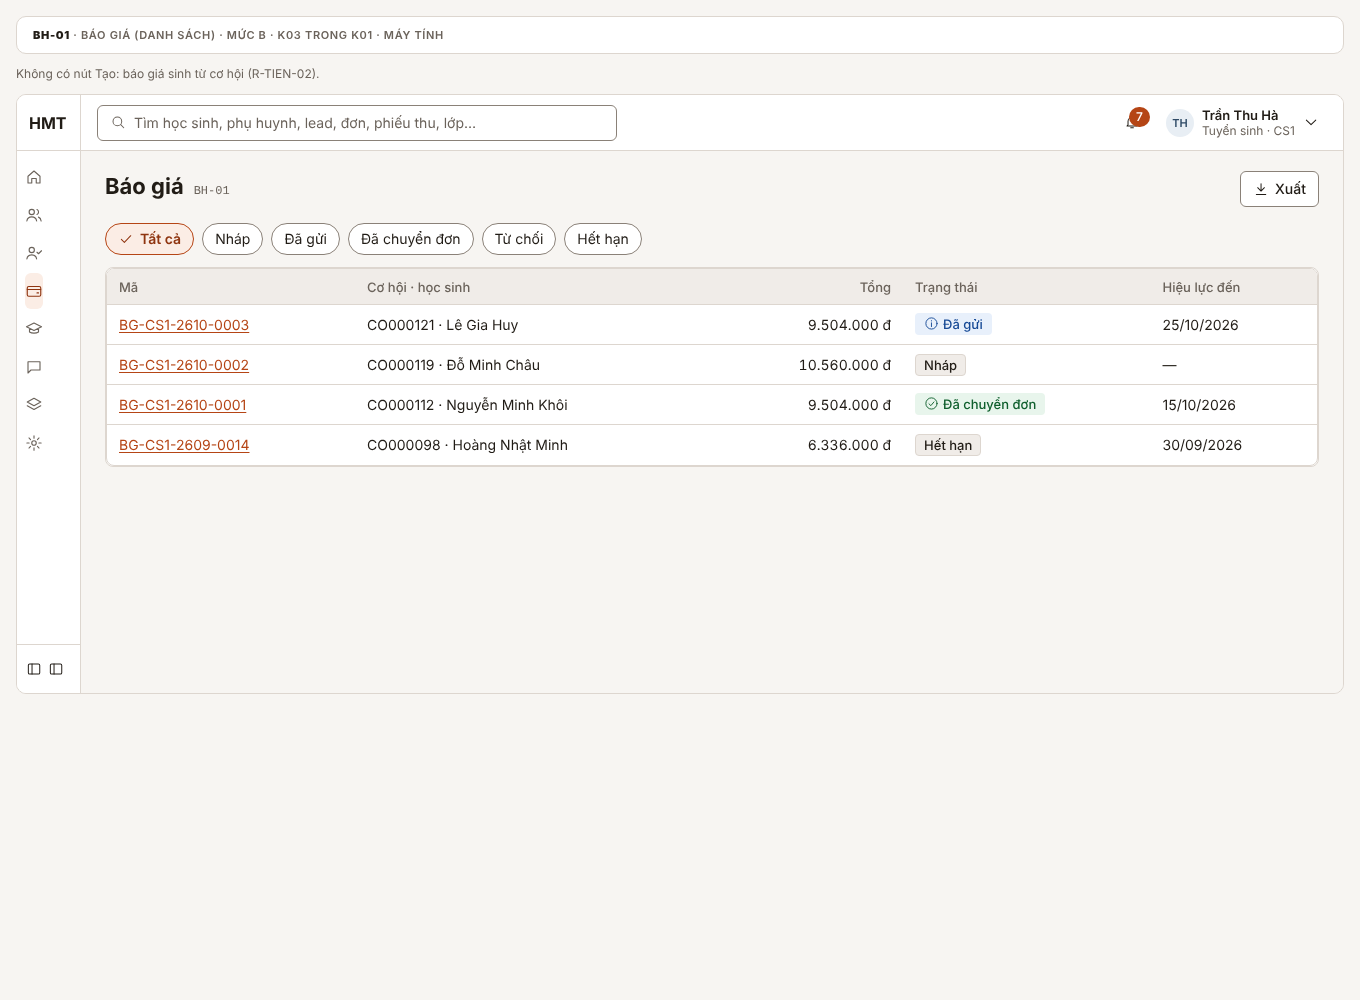 BH-01 · BÁO GIÁ (DANH SÁCH) · MỨC B · K03 TRONG K01 · MÁY TÍNH
Không có nút Tạo: báo giá sinh từ cơ hội (R-TIEN-02).
HMT
Tìm học sinh, phụ huynh, lead, đơn, phiếu thu, lớp...
7
TH
Trần Thu Hà
Tuyển sinh · CS1
Báo giá BH-01
Xuất
Tất cả
Nháp
Đã gửi
Đã chuyển đơn
Từ chối
Hết hạn
Mã Cơ hội · học sinh Tổng Trạng thái Hiệu lực đến
BG-CS1-2610-0003 CO000121 · Lê Gia Huy 9.504.000 đ Đã gửi 25/10/2026
BG-CS1-2610-0002 CO000119 · Đỗ Minh Châu 10.560.000 đ Nháp —
BG-CS1-2610-0001 CO000112 · Nguyễn Minh Khôi 9.504.000 đ Đã chuyển đơn 15/10/2026
BG-CS1-2609-0014 CO000098 · Hoàng Nhật Minh 6.336.000 đ Hết hạn 30/09/2026